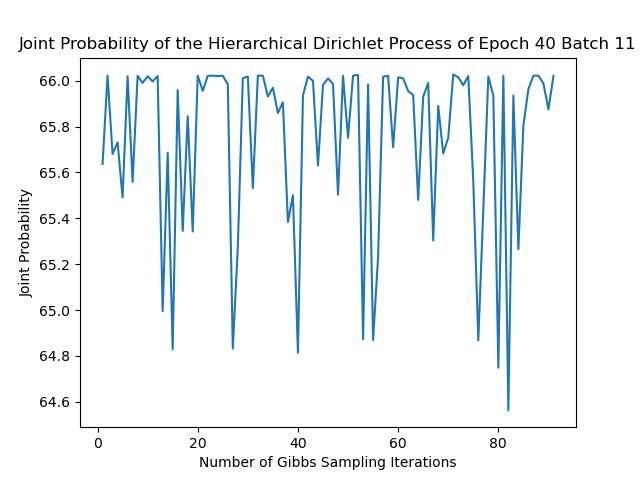 Joint Probability of the Hierarchical Dirichlet Process of Epoch 40 Batch 11
Joint Probability
66.0
65.8
65.6
65.4
65.2
65.0
64.8
64.6
0 20 40 60 80
Number of Gibbs Sampling Iterations